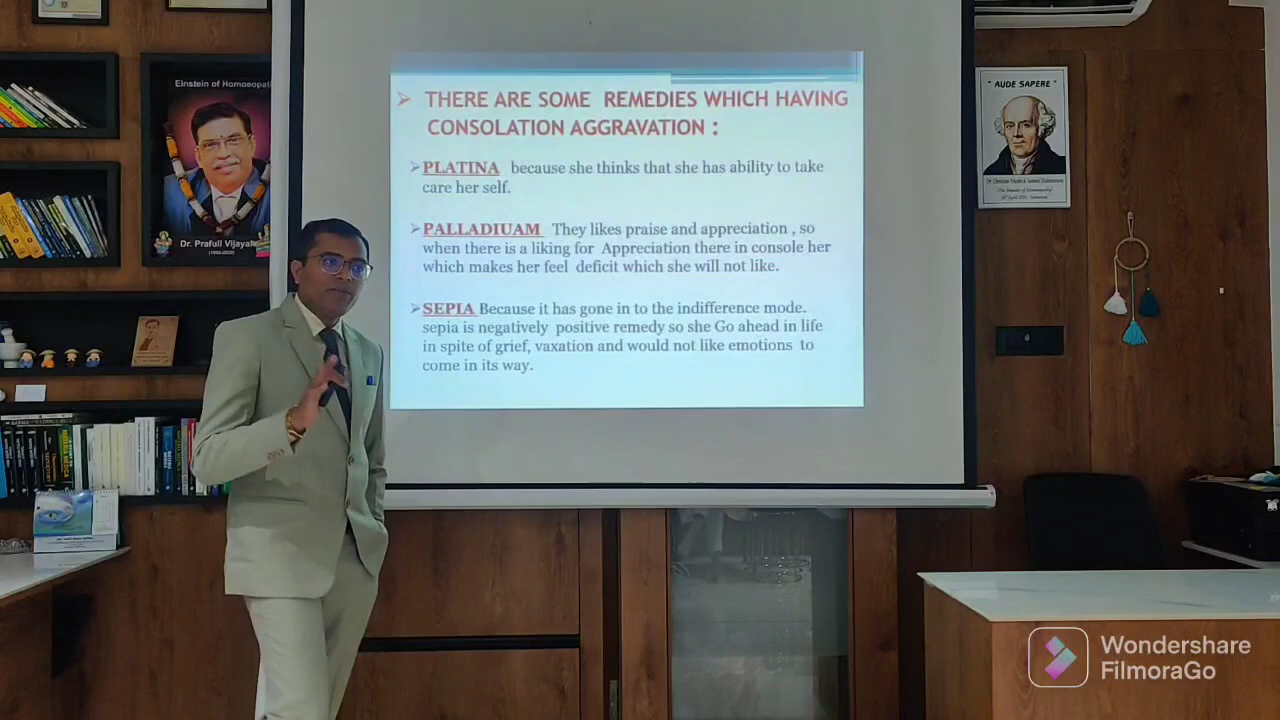 Einstein of Homoeopat
Dr. Prafull Vijayak
" AUDE SAPERE "
➢ THERE ARE SOME REMEDIES WHICH HAVING
CONSOLATION AGGRAVATION :
➢PLATINA because she thinks that she has ability to take
care her self.
➢PALLADIUAM They likes praise and appreciation , so
when there is a liking for Appreciation there in console her
which makes her feel deficit which she will not like.
➢SEPIA Because it has gone in to the indifference mode.
sepia is negatively positive remedy so she Go ahead in life
in spite of grief, vaxation and would not like emotions to
come in its way.
Wondershare
FilmoraGo